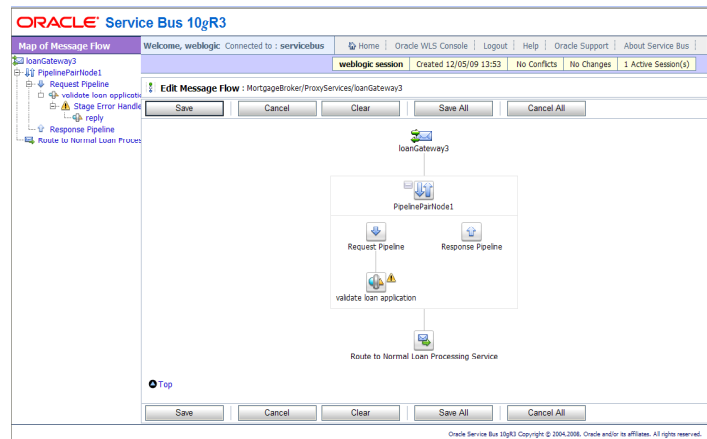 ORACLE Service Bus 10gR3
Map of Message Flow
Welcome, weblogic Connected to : servicebus
Home Oracle WLS Console Logout Help Oracle Support About Service Bus
weblogic session Created 12/05/09 13:53 No Conflicts No Changes 1 Active Session(s)
loanGateway3
PipelinePairNode1
Request Pipeline
validate loan applicatio
Stage Error Handle
reply
Response Pipeline
Route to Normal Loan Proces
Edit Message Flow : MortgageBroker/ProxyServices/loanGateway3
Save Cancel Clear Save All Cancel All
loanGateway3
PipelinePairNode1
Request Pipeline Response Pipeline
validate loan application
Route to Normal Loan Processing Service
Top
Save Cancel Clear Save All Cancel All
Oracle Service Bus 10gR3 Copyright © 2004,2008. Oracle and/or its affiliates. All rights reserved.